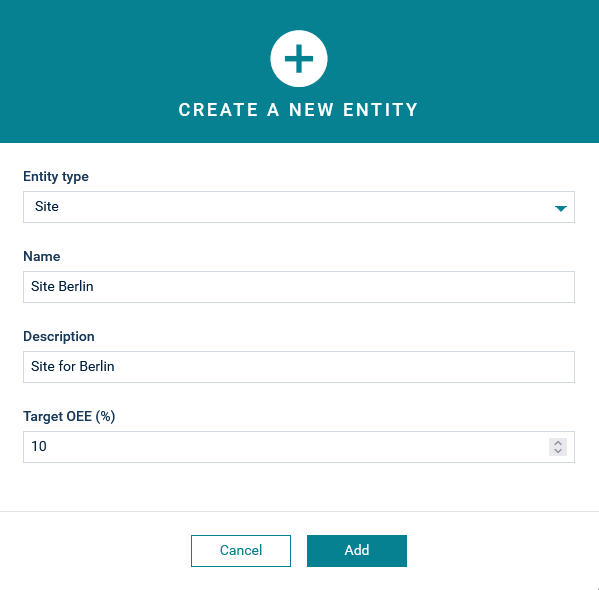 CREATE A NEW ENTITY
Entity type
Site
Name
Site Berlin
Description
Site for Berlin
Target OEE (%)
10
Cancel Add